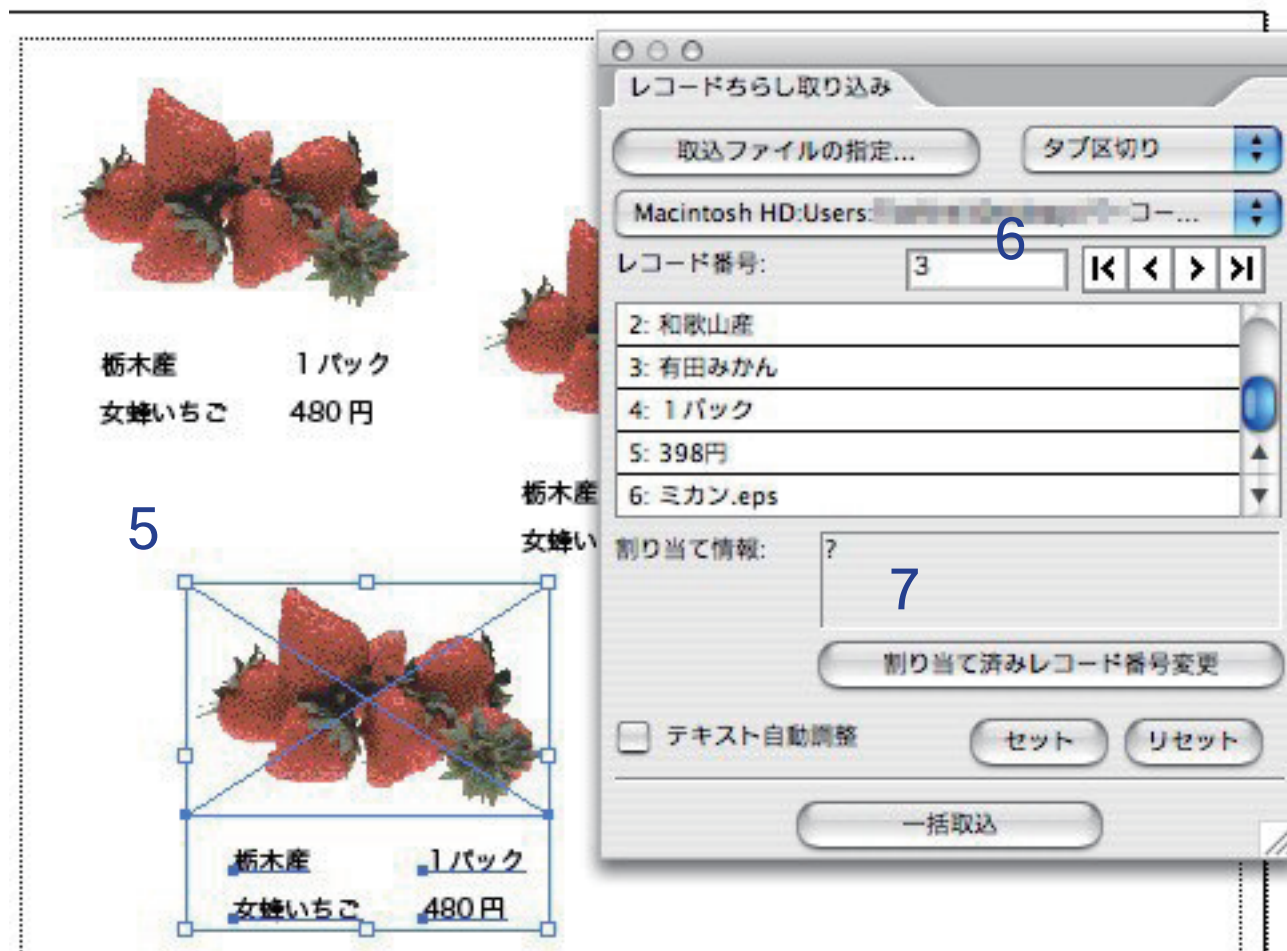 レコードちらし取り込み
取込ファイルの指定...
タブ区切り
Macintosh HD:Users:
コー...
6
レコード番号:
3
2: 和歌山産
3: 有田みかん
4: 1パック
5: 398円
6: ミカン.eps
割り当て情報:
?
7
割り当て済みレコード番号変更
テキスト自動調整
セット
リセット
一括取込
栃木産 1パック
女蜂いちご 480円
栃木産
女蜂い
5
栃木産 1パック
女蜂いちご 480円